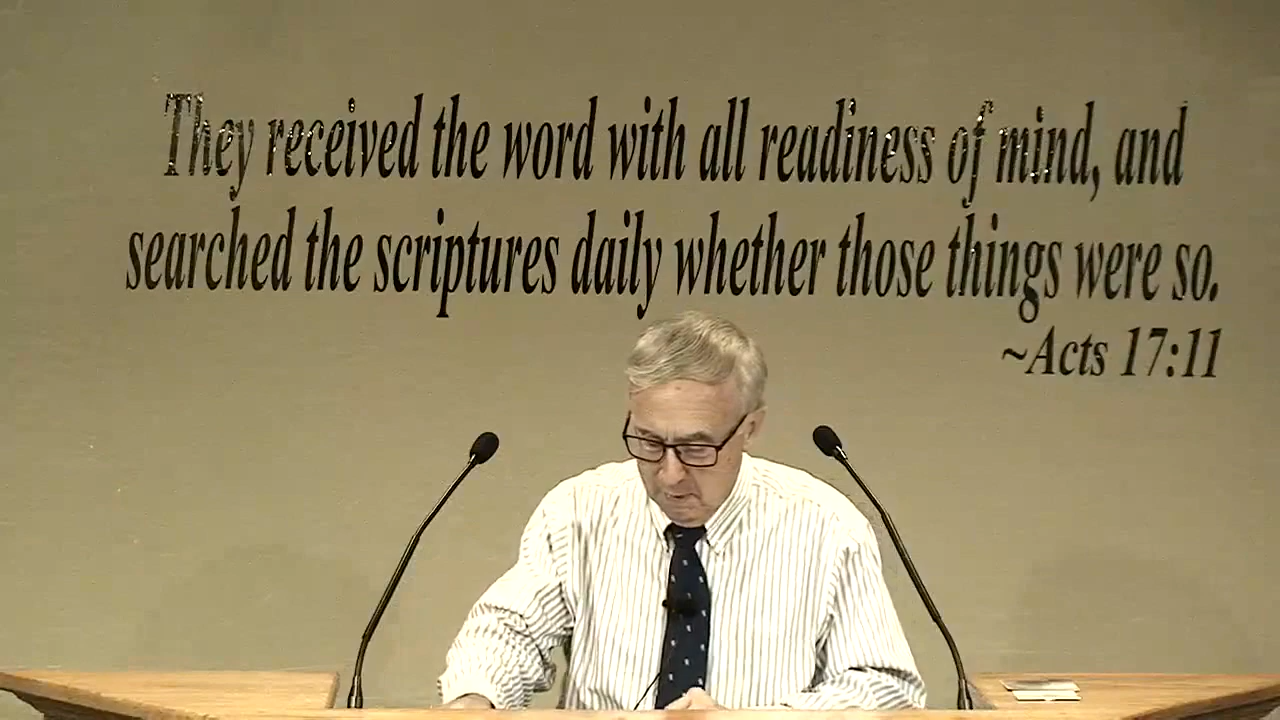 They received the word with all readiness of mind, and
searched the scriptures daily whether those things were so.
~Acts 17:11